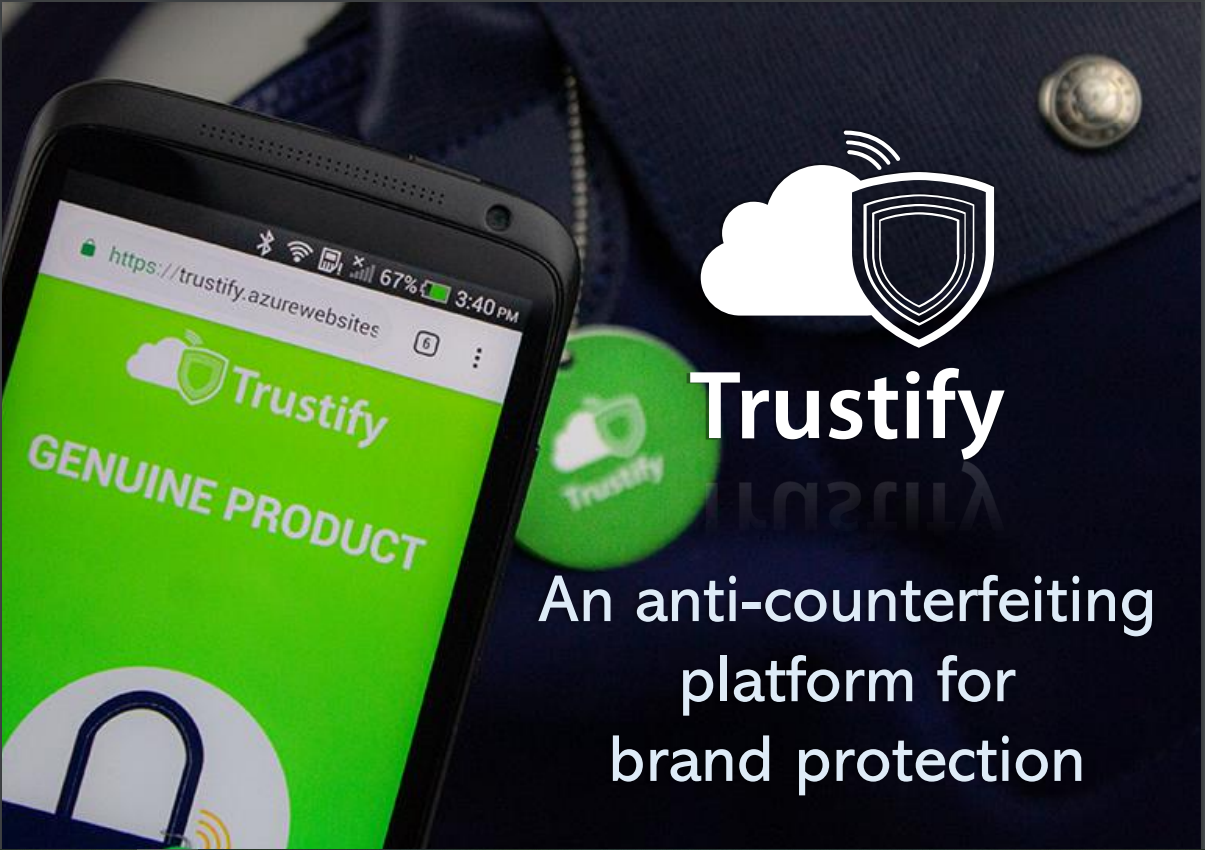 67% 3:40 PM
https://trustify.azurewebsites
6
Trustify
GENUINE PRODUCT
Trustify
Trustify
An anti-counterfeiting
platform for
brand protection